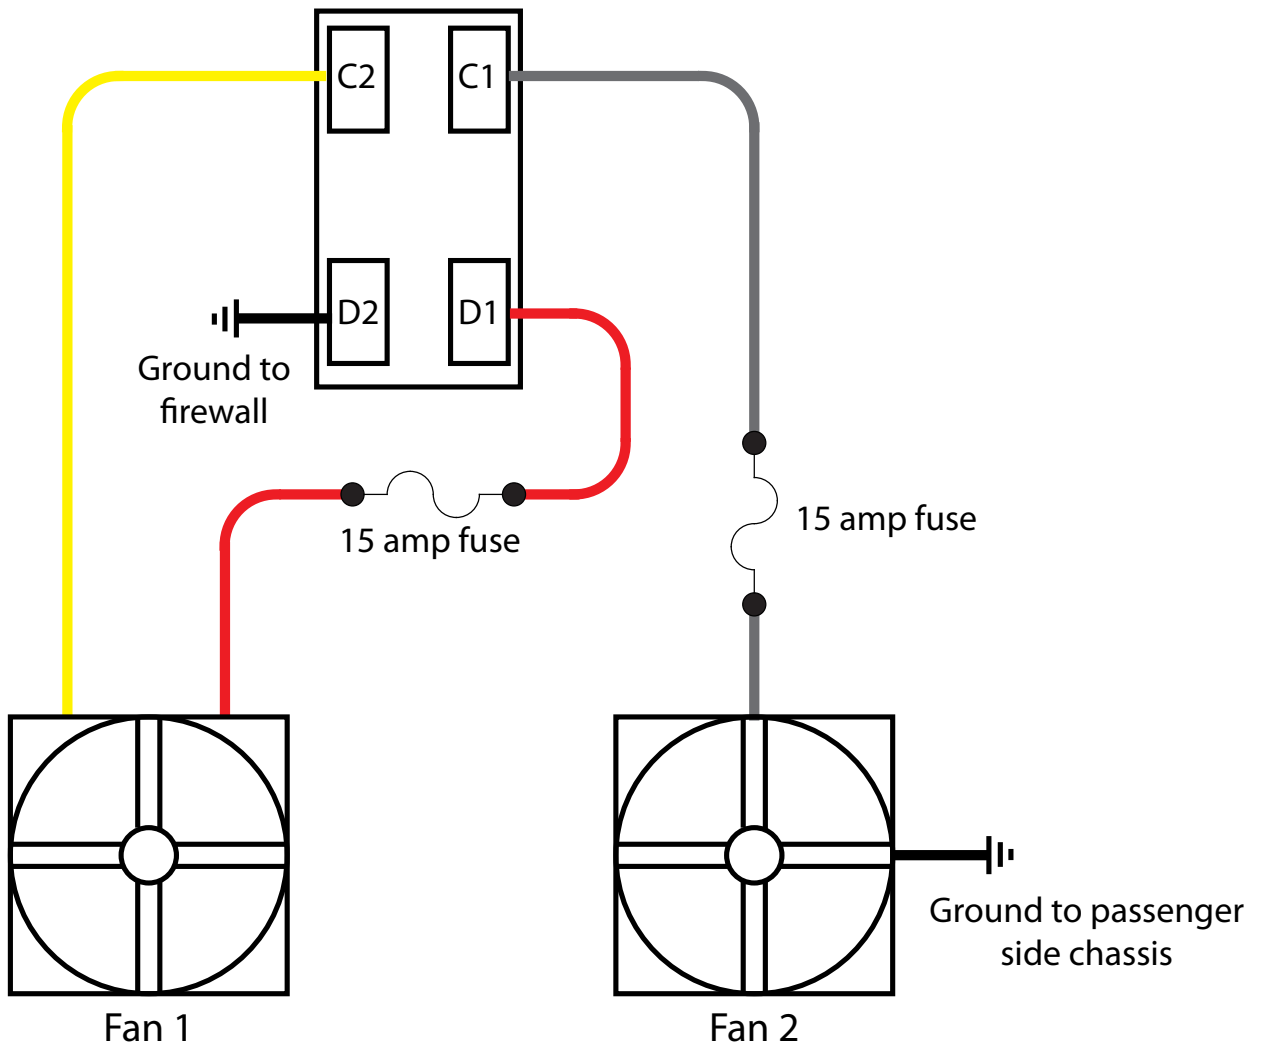 C2
C1
D2
D1
Ground to
firewall
15 amp fuse
15 amp fuse
Ground to passenger
side chassis
Fan 1
Fan 2